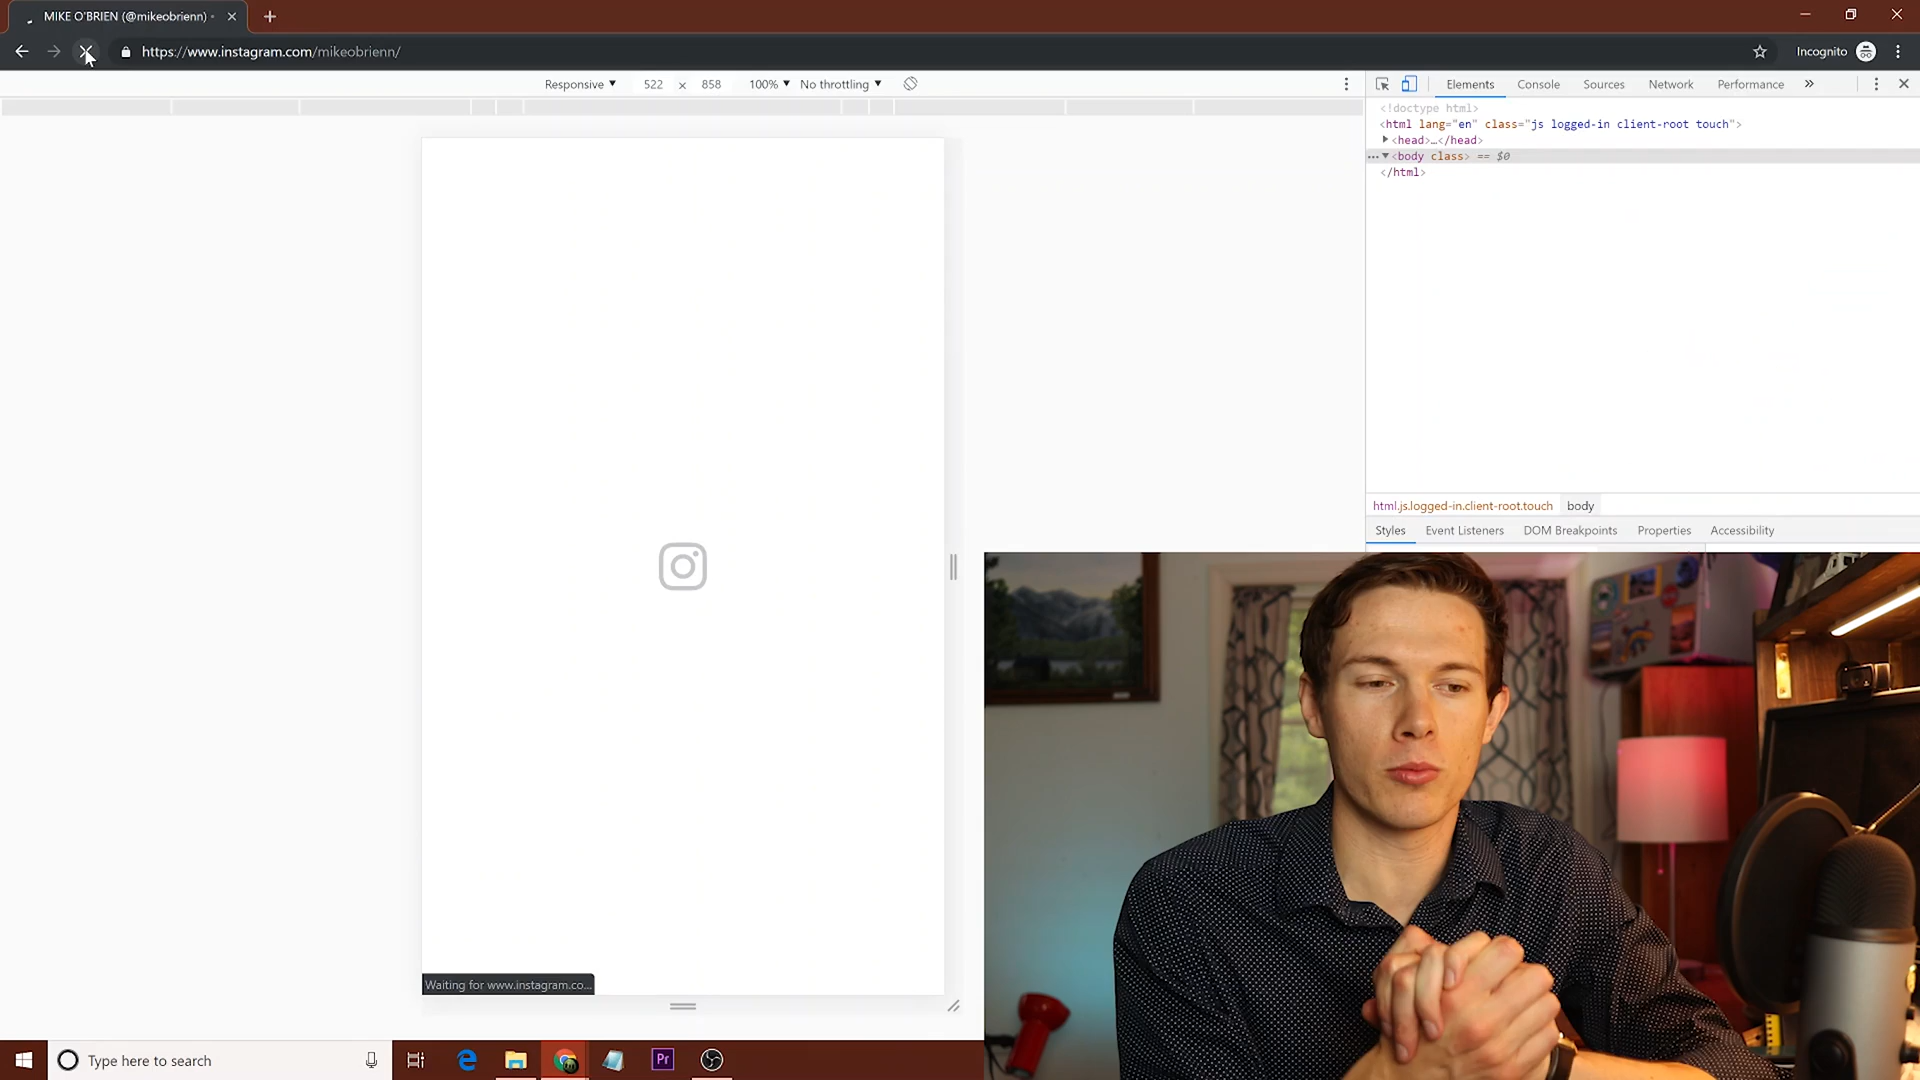 MIKE O'BRIEN (@mikeobrienn) •
https://www.instagram.com/mikeobrienn/
Incognito
Responsive ▼ 522 × 858 100% ▼ No throttling ▼
Elements Console Sources Network Performance »
<!doctype html>
<html lang="en" class="js logged-in client-root touch">
▶<head>…</head>
…▼<body class> == $0
</html>
html.js.logged-in.client-root.touch body
Styles Event Listeners DOM Breakpoints Properties Accessibility
Waiting for www.instagram.co...
Type here to search
Pr